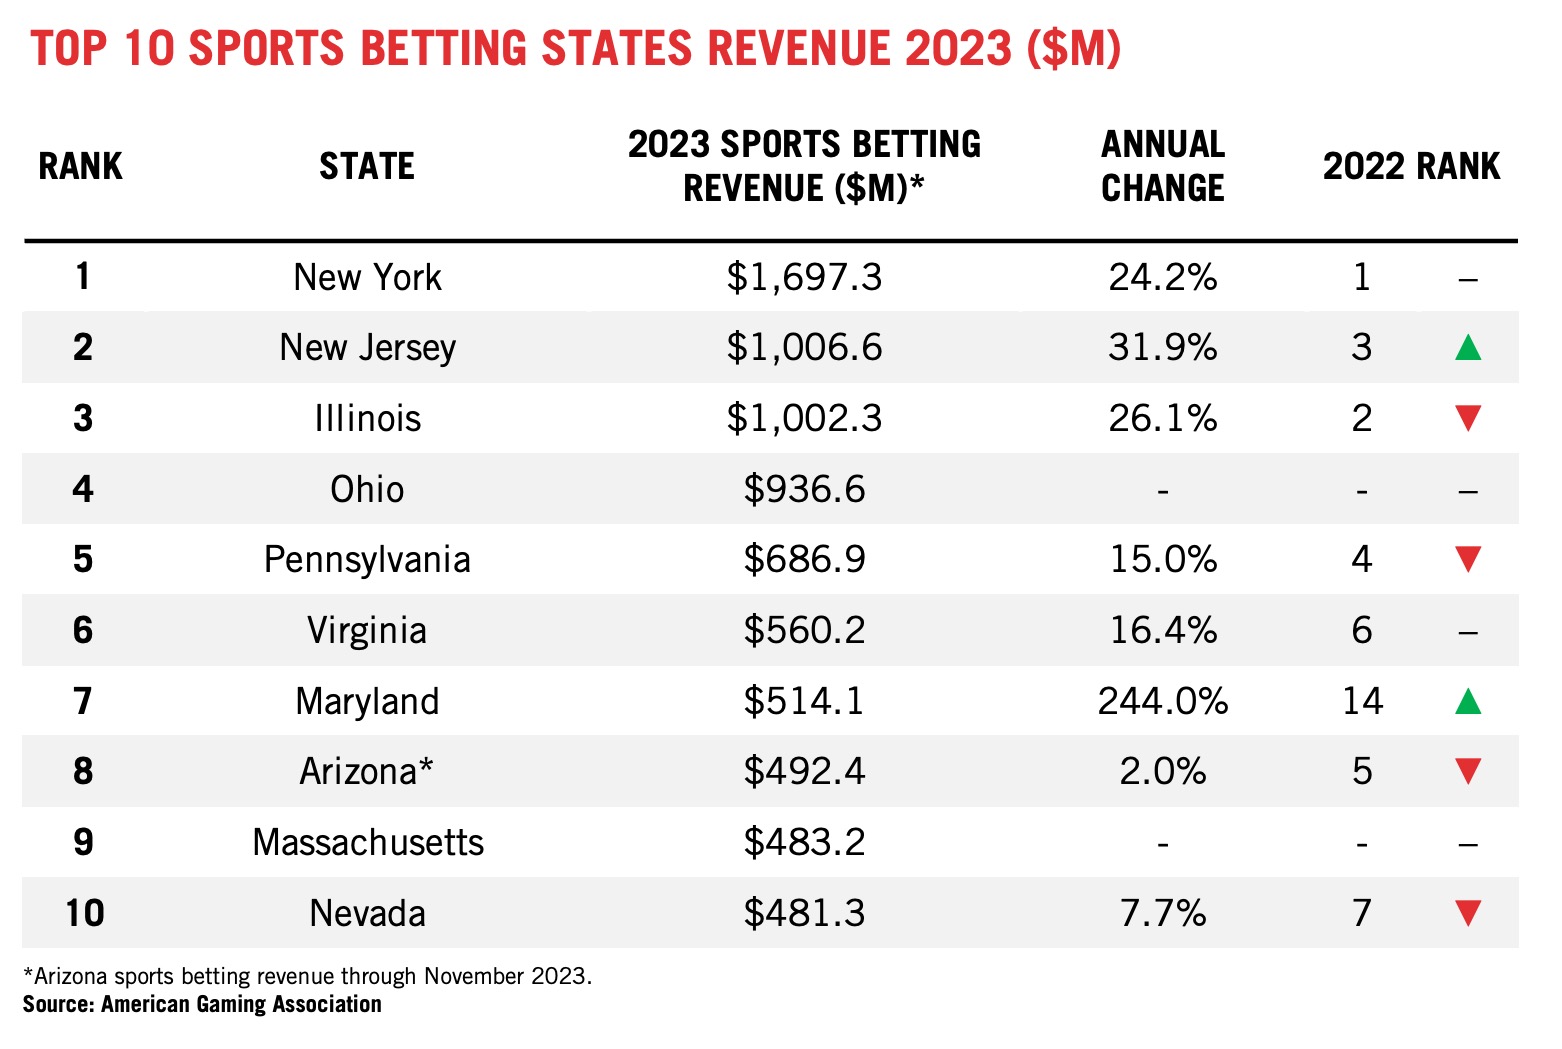 TOP 10 SPORTS BETTING STATES REVENUE 2023 ($M)
RANK STATE 2023 SPORTS BETTING REVENUE ($M)* ANNUAL CHANGE 2022 RANK
1 New York $1,697.3 24.2% 1 –
2 New Jersey $1,006.6 31.9% 3 ▲
3 Illinois $1,002.3 26.1% 2 ▼
4 Ohio $936.6 - - –
5 Pennsylvania $686.9 15.0% 4 ▼
6 Virginia $560.2 16.4% 6 –
7 Maryland $514.1 244.0% 14 ▲
8 Arizona* $492.4 2.0% 5 ▼
9 Massachusetts $483.2 - - –
10 Nevada $481.3 7.7% 7 ▼
*Arizona sports betting revenue through November 2023.
Source: American Gaming Association